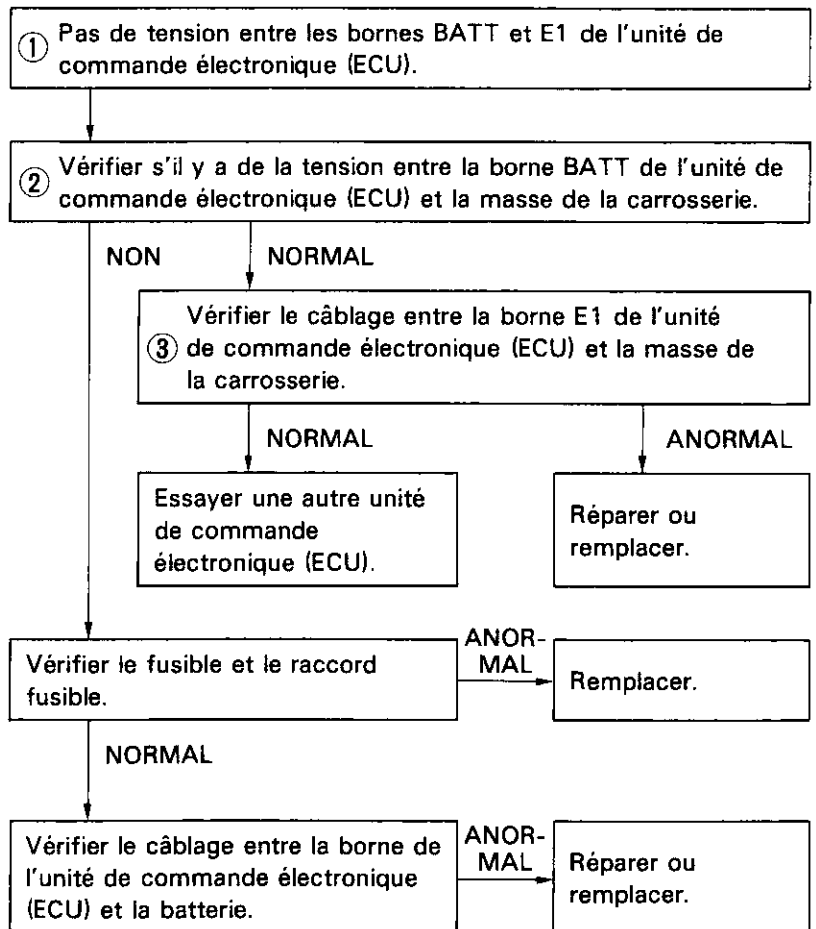 ① Pas de tension entre les bornes BATT et E1 de l'unité de
commande électronique (ECU).
② Vérifier s'il y a de la tension entre la borne BATT de l'unité de
commande électronique (ECU) et la masse de la carrosserie.
NON
NORMAL
Vérifier le câblage entre la borne E1 de l'unité
③ de commande électronique (ECU) et la masse de
la carrosserie.
NORMAL
ANORMAL
Essayer une autre unité
de commande
électronique (ECU).
Réparer ou
remplacer.
Vérifier le fusible et le raccord
fusible.
ANOR-
MAL
Remplacer.
NORMAL
Vérifier le câblage entre la borne de
l'unité de commande électronique
(ECU) et la batterie.
ANOR-
MAL
Réparer ou
remplacer.